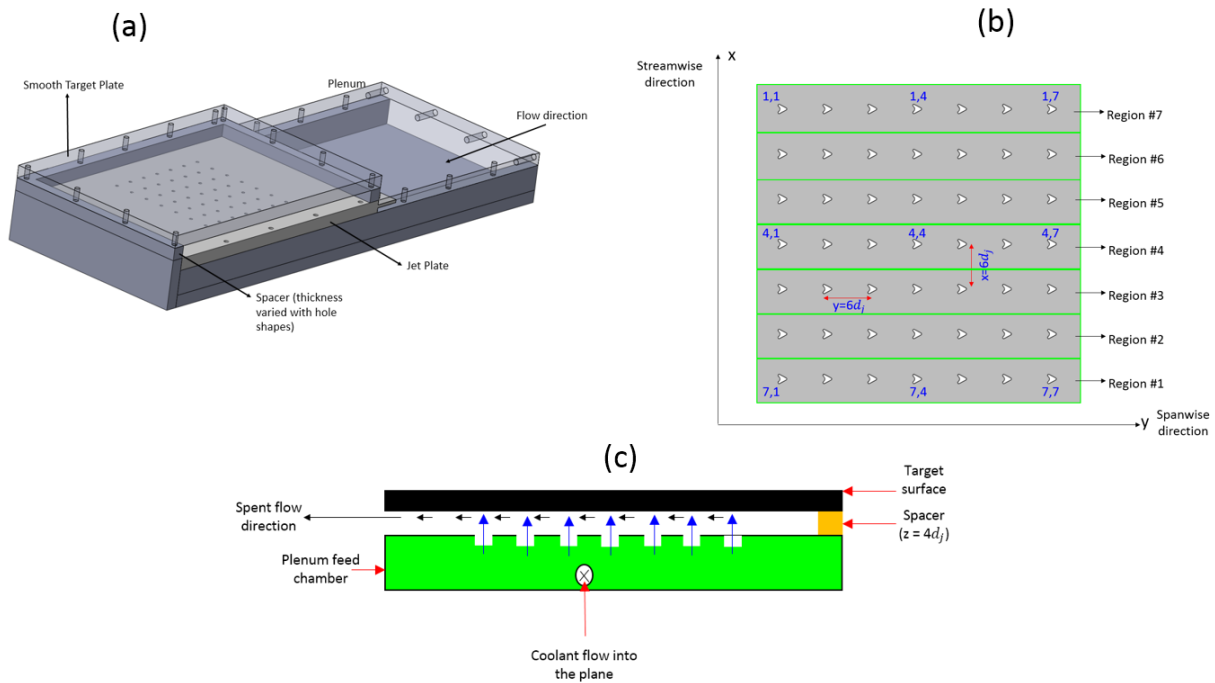 (a)
Smooth Target Plate
Plenum
Flow direction
Jet Plate
Spacer (thickness
varied with hole
shapes)
(b)
Streamwise
direction
x
1,1
1,4
1,7
Region #7
Region #6
Region #5
4,1
4,4
4,7
Region #4
x=6d_j
y=6d_j
Region #3
Region #2
7,1
7,4
7,7
Region #1
y
Spanwise
direction
(c)
Target
surface
Spent flow
direction
Spacer
(z = 4d_j)
Plenum feed
chamber
X
Coolant flow into
the plane